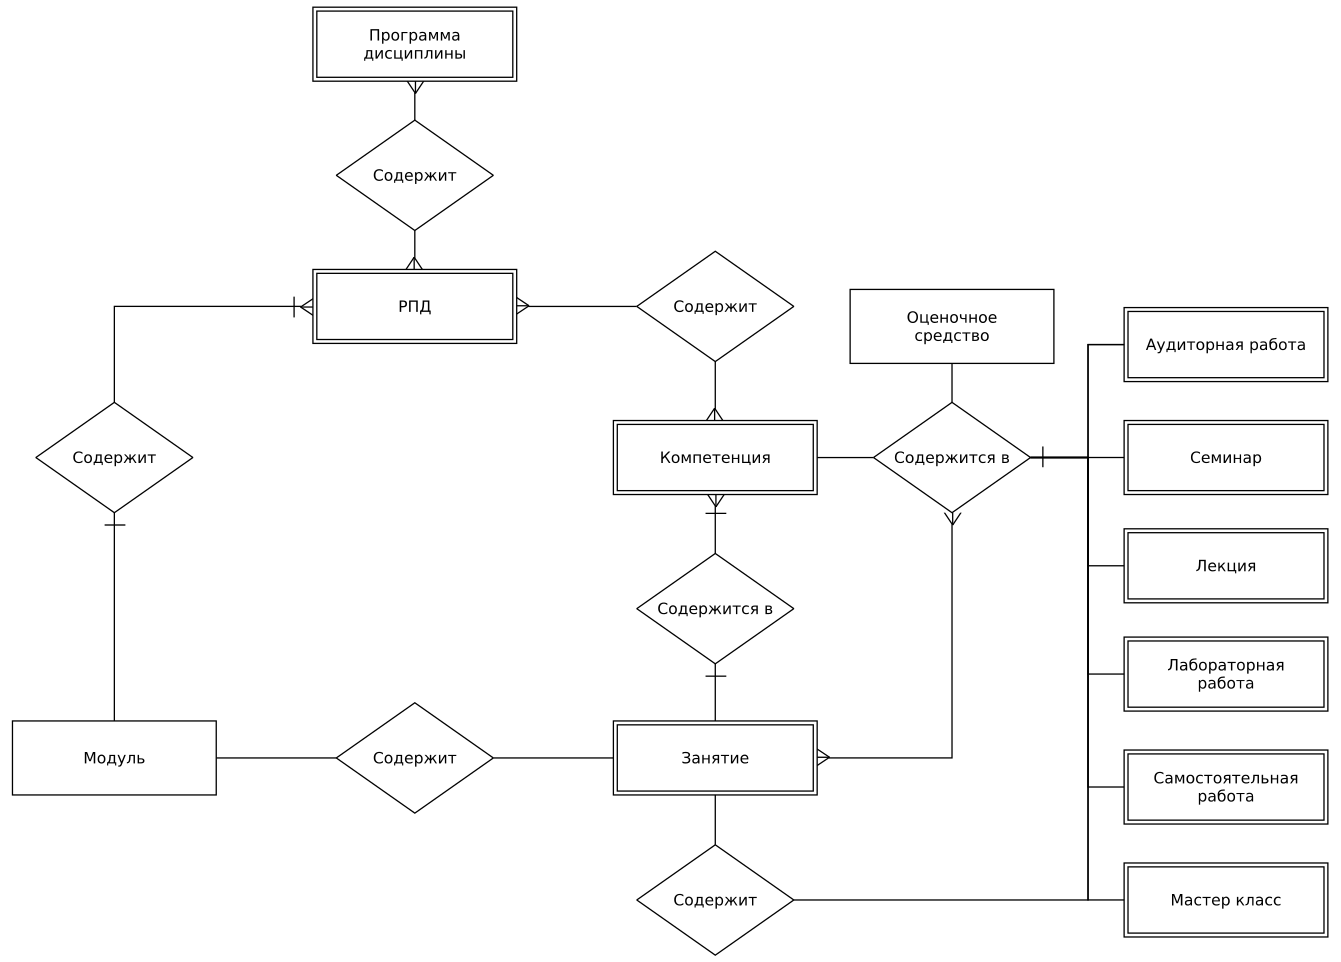 Программа
дисциплины
Содержит
РПД
Содержит
Оценочное
средство
Аудиторная работа
Содержит
Компетенция
Содержится в
Семинар
Лекция
Содержится в
Лабораторная
работа
Модуль
Содержит
Занятие
Самостоятельная
работа
Содержит
Мастер класс